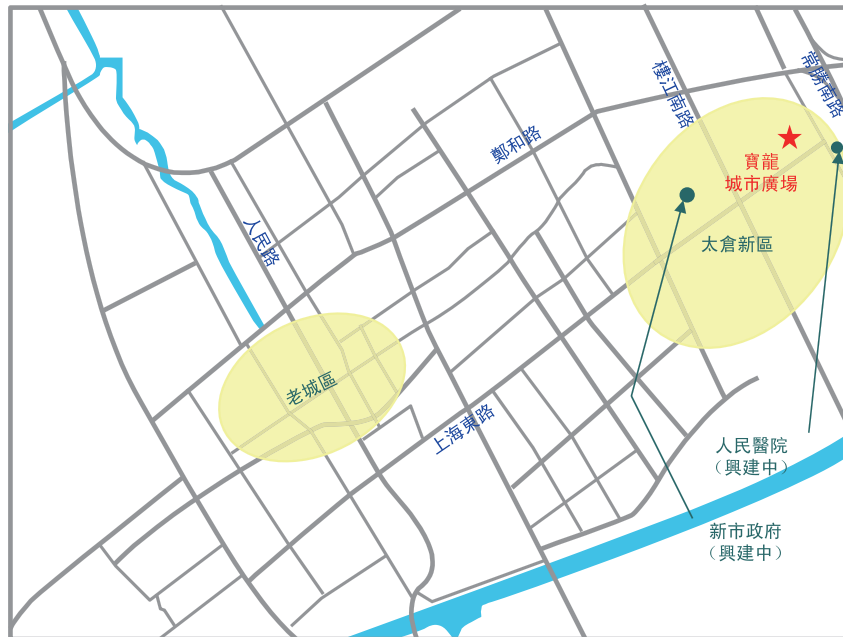 常勝南路
樓江南路
鄭和路
寶龍
城市廣場
人民路
太倉新區
老城區
上海東路
人民醫院
（興建中）
新市政府
（興建中）